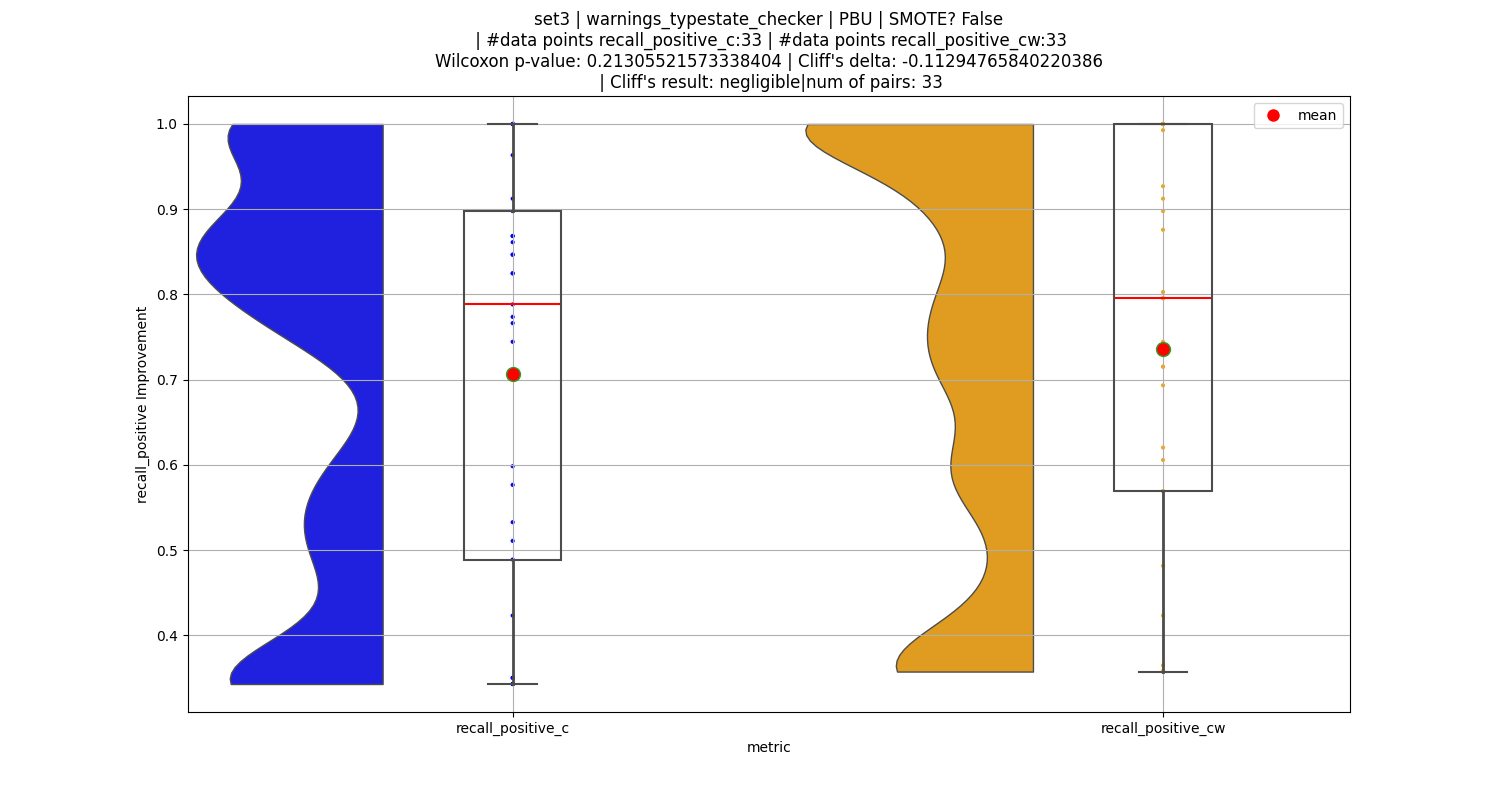 set3 | warnings_typestate_checker | PBU | SMOTE? False
| #data points recall_positive_c:33 | #data points recall_positive_cw:33
Wilcoxon p-value: 0.21305521573338404 | Cliff's delta: -0.11294765840220386
| Cliff's result: negligible|num of pairs: 33
mean
1.0
0.9
0.8
0.7
0.6
0.5
0.4
recall_positive Improvement
recall_positive_c
recall_positive_cw
metric